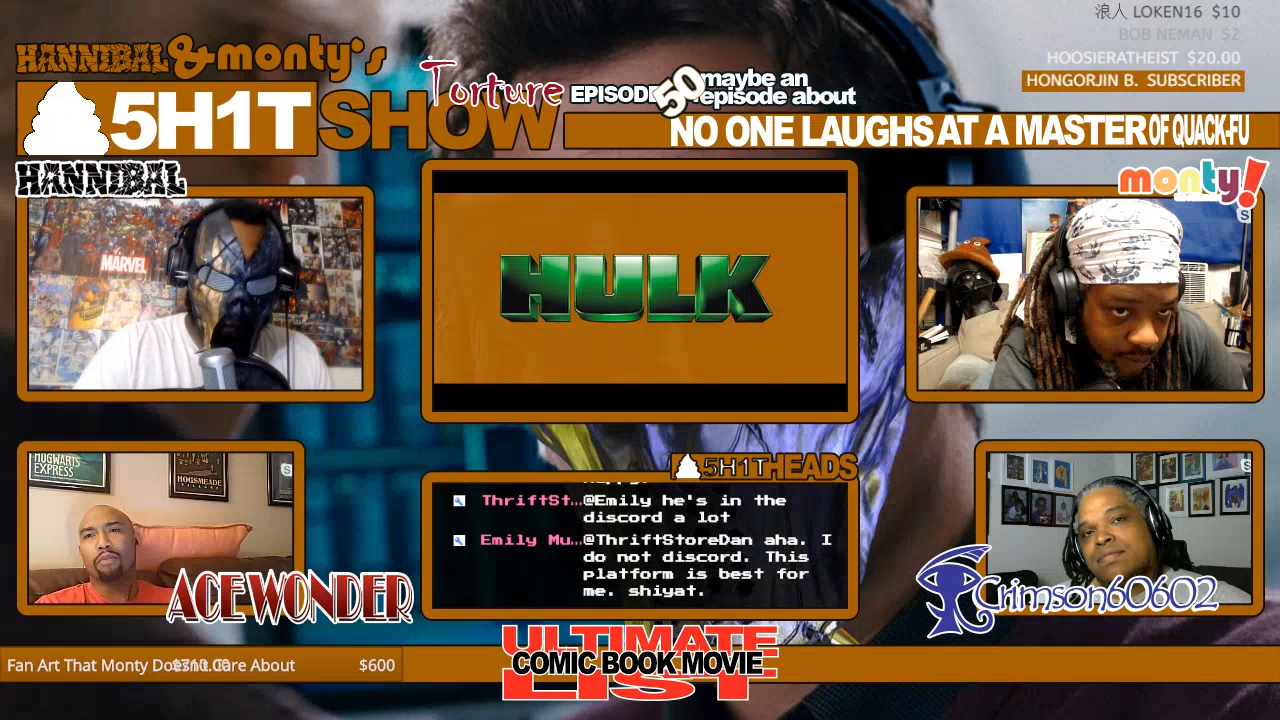 浪人 LOKEN16 $10
BOB NEMAN $2
HOOSIERATHEIST $20.00
HONGORJIN B. SUBSCRIBER
HANNIBAL & monty's
5H1T SHOW
Torture
EPISODE 50
maybe an
episode about
NO ONE LAUGHS AT A MASTER OF QUACK-FU
HANNIBAL
monty!
MARVEL
HULK
HOGWARTS
EXPRESS
HOGSMEADE
VILLAGE
ACE WONDER
5H1THEADS
ThriftSt... @Emily he's in the
discord a lot
Emily Mu... @ThriftStoreDan aha. I
do not discord. This
platform is best for
me. shiyat.
Crimson60602
Fan Art That Monty Doesn't Care About $600
ULTIMATE
COMIC BOOK MOVIE
LIST